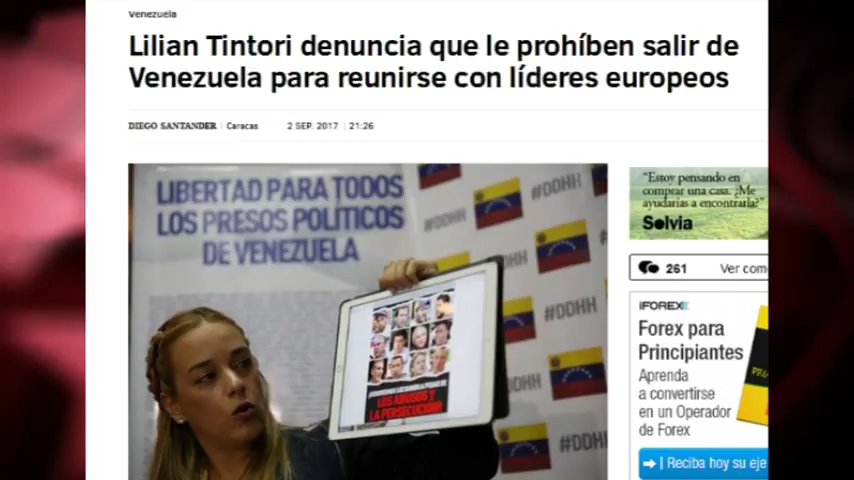 Venezuela
Lilian Tintori denuncia que le prohíben salir de
Venezuela para reunirse con líderes europeos
DIEGO SANTANDER | Caracas 2 SEP. 2017 | 21:26
LIBERTAD PARA TODOS
LOS PRESOS POLÍTICOS
DE VENEZUELA
#DDHH
#DDHH
#DDHH
#DDHH
LOS ABUSOS Y
LA PERSECUCIÓN!
"Estoy pensando en
comprar una casa. ¿Me
ayudarías a encontrarla?"
Solvia
261 Ver com
iFOREX
Forex para
Principiantes
Aprenda
a convertirse
en un Operador
de Forex
Reciba hoy su eje